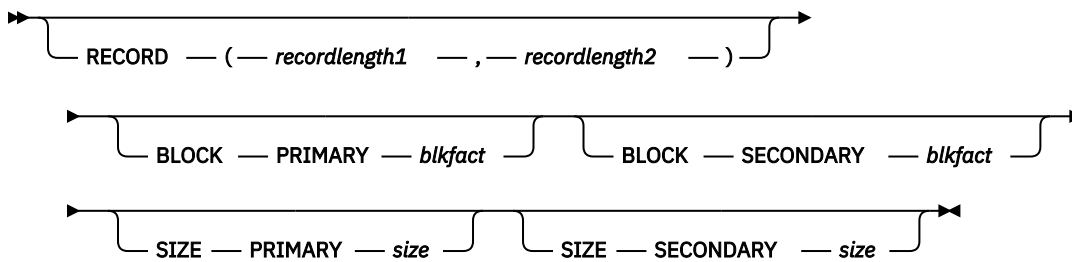 RECORD ( recordlength1 , recordlength2 )
BLOCK PRIMARY blkfact BLOCK SECONDARY blkfact
SIZE PRIMARY size SIZE SECONDARY size